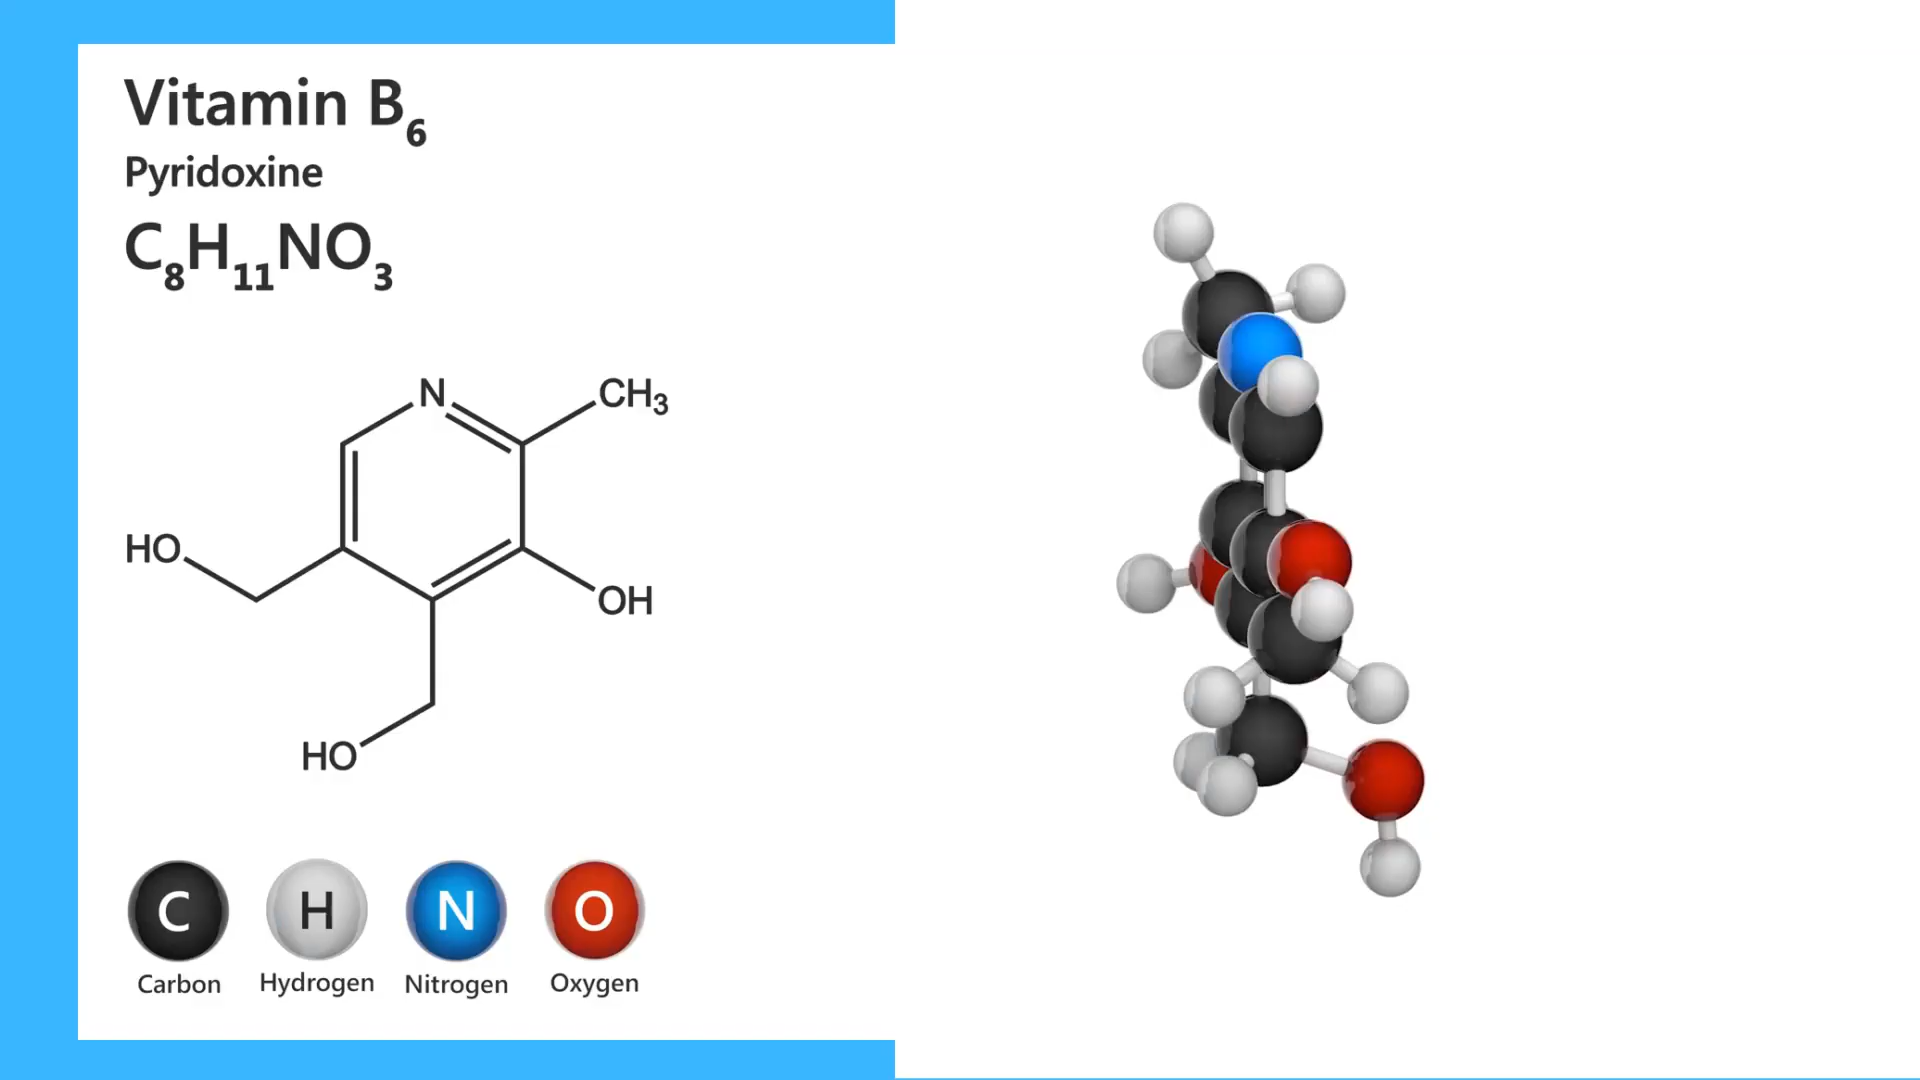 Vitamin B₆
Pyridoxine
C₈H₁₁NO₃
N
CH₃
HO
OH
HO
C H N O
Carbon Hydrogen Nitrogen Oxygen